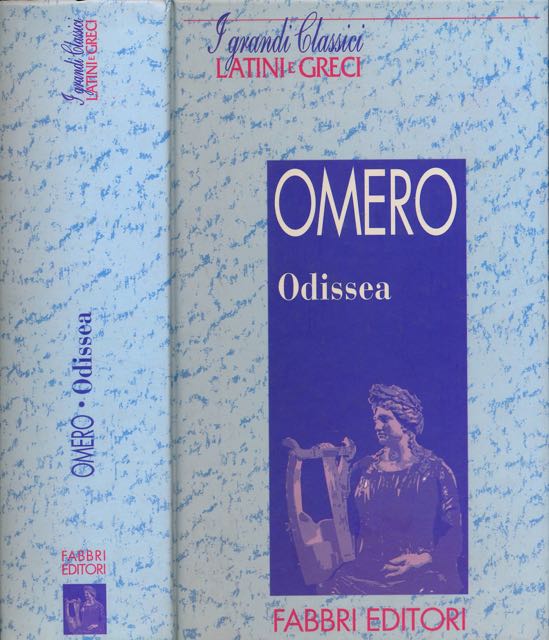 I grandi Classici
LATINI E GRECI
OMERO • Odissea
FABBRI
EDITORI
I grandi Classici
LATINI E GRECI
OMERO
Odissea
FABBRI EDITORI